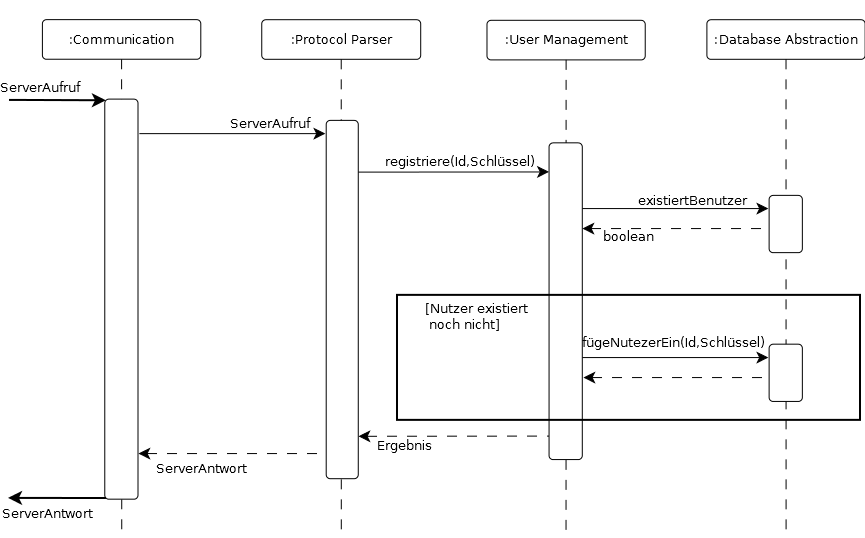 :Communication
:Protocol Parser
:User Management
:Database Abstraction
ServerAufruf
ServerAufruf
registriere(Id,Schlüssel)
existiertBenutzer
boolean
[Nutzer existiert
noch nicht]
fügeNutezerEin(Id,Schlüssel)
Ergebnis
ServerAntwort
ServerAntwort